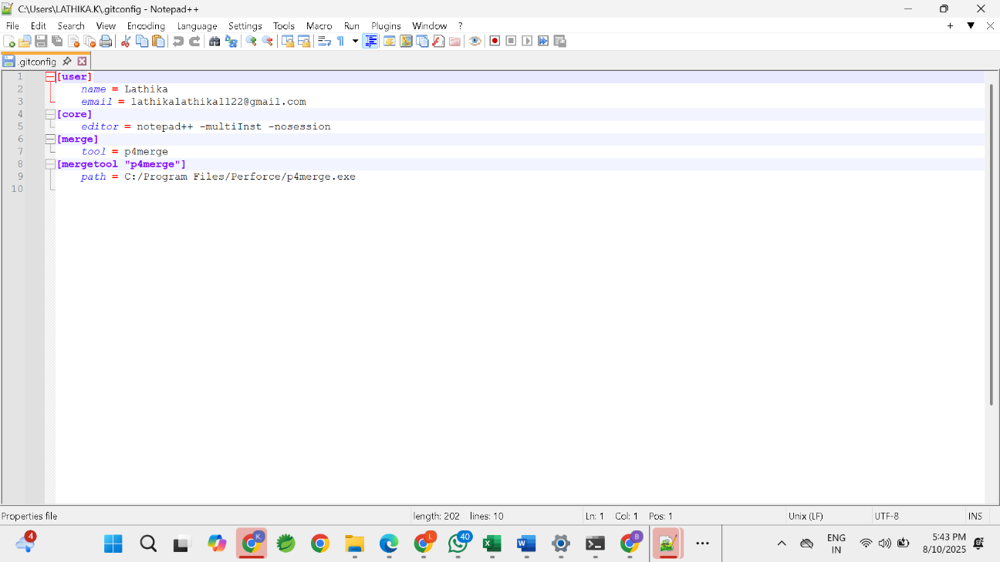 C:\Users\LATHIKA.K\.gitconfig - Notepad++
File Edit Search View Encoding Language Settings Tools Macro Run Plugins Window ?
.gitconfig
1 [user]
2 name = Lathika
3 email = lathikalathika1122@gmail.com
4 [core]
5 editor = notepad++ -multiInst -nosession
6 [merge]
7 tool = p4merge
8 [mergetool "p4merge"]
9 path = C:/Program Files/Perforce/p4merge.exe
10
Properties file length: 202 lines: 10 Ln: 1 Col: 1 Pos: 1 Unix (LF) UTF-8 INS
4 K L 40 B ENG 5:43 PM
IN 8/10/2025